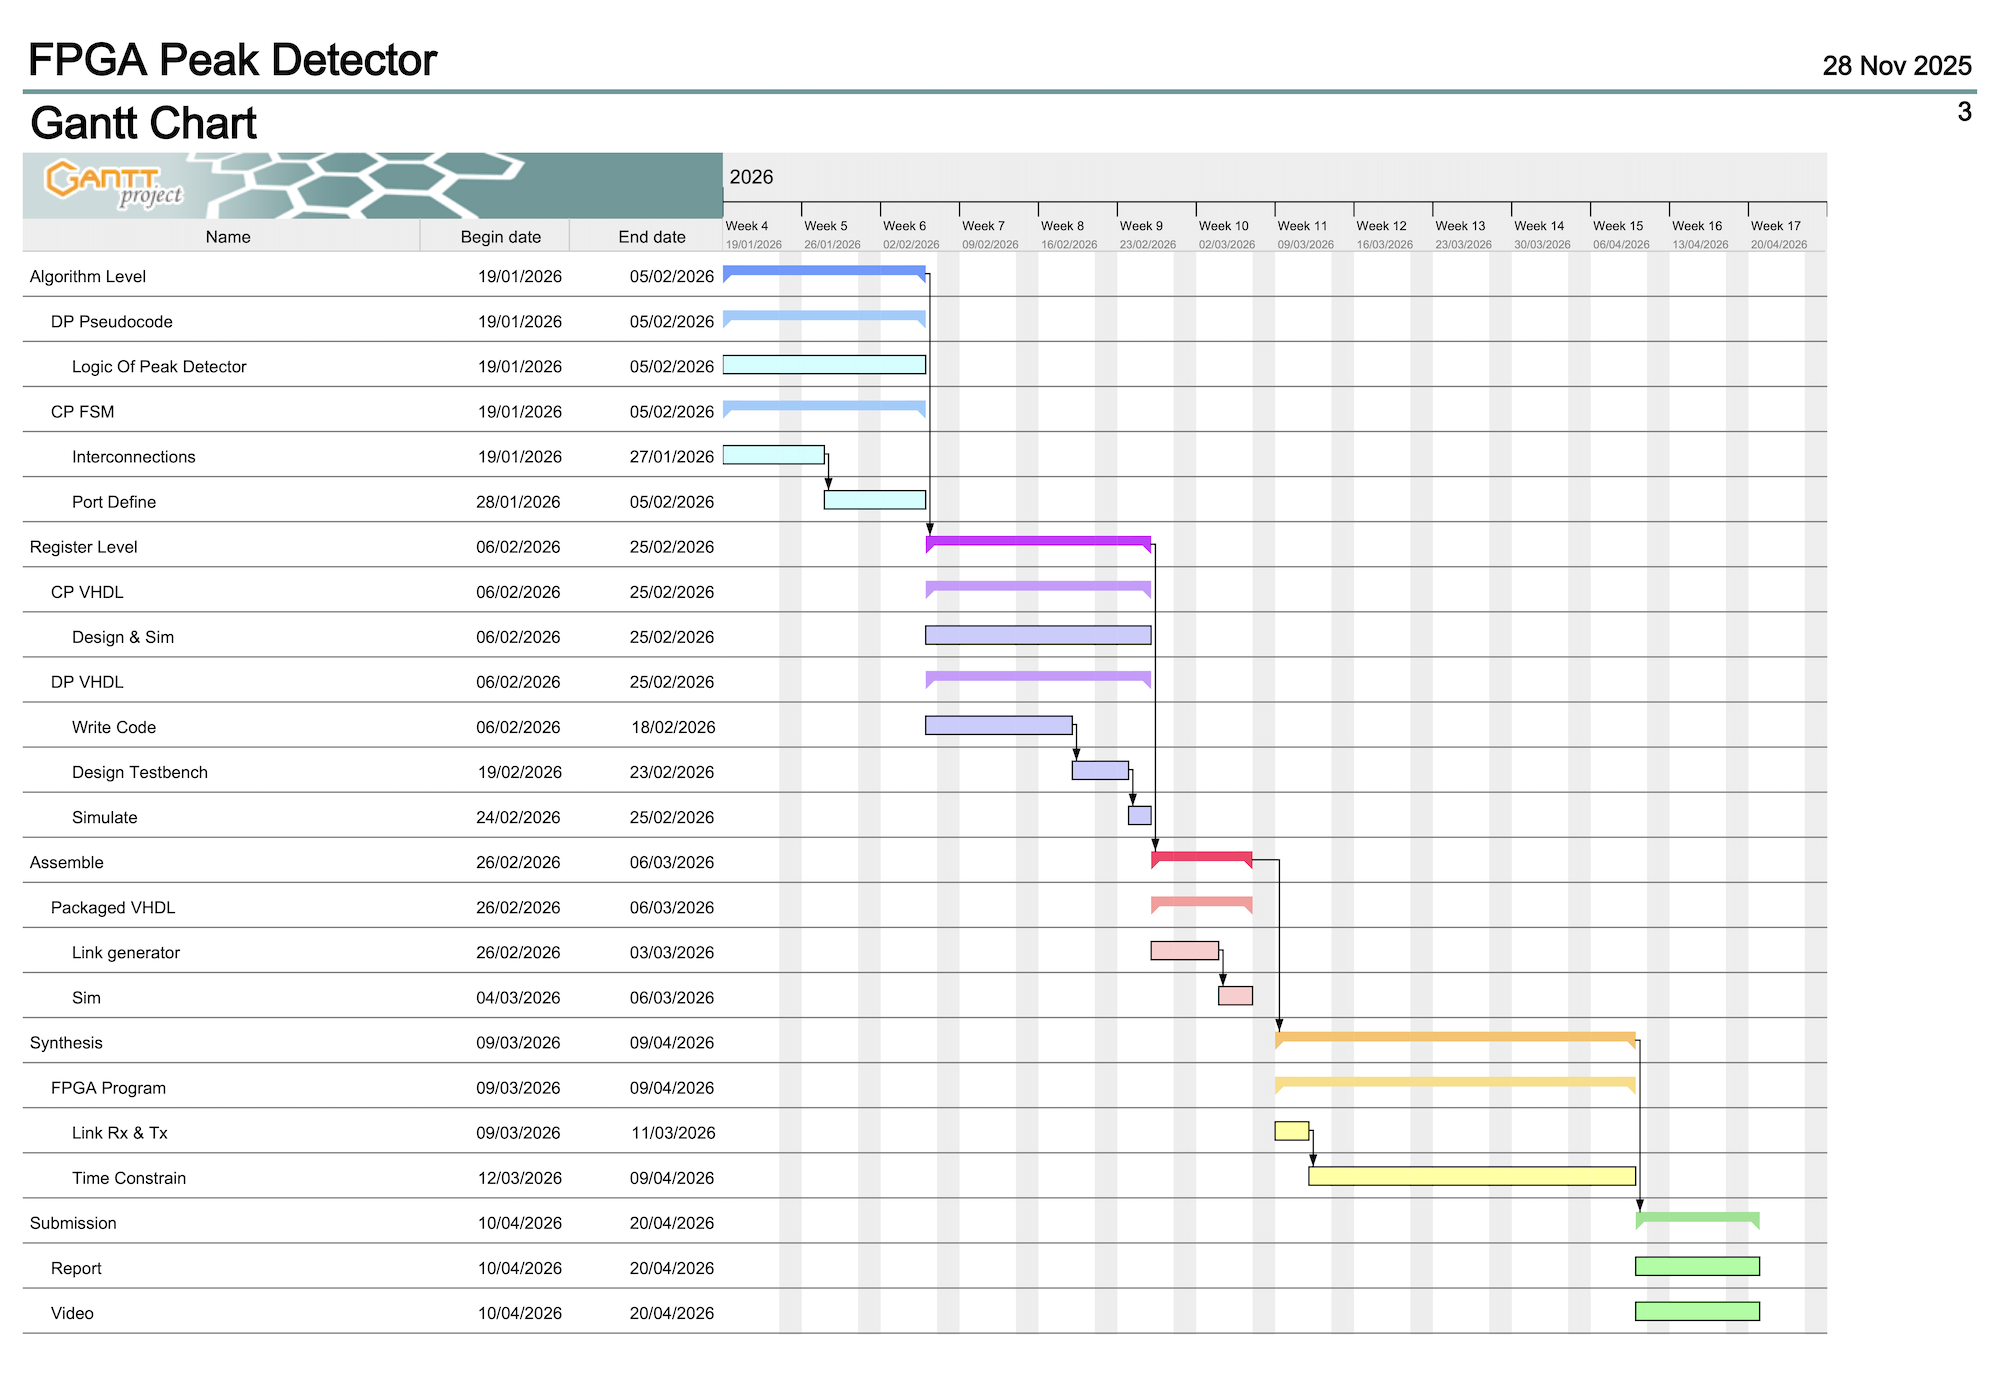 FPGA Peak Detector
28 Nov 2025
Gantt Chart
3
GANTT project
2026
Name Begin date End date
Week 4 Week 5 Week 6 Week 7 Week 8 Week 9 Week 10 Week 11 Week 12 Week 13 Week 14 Week 15 Week 16 Week 17
19/01/2026 26/01/2026 02/02/2026 09/02/2026 16/02/2026 23/02/2026 02/03/2026 09/03/2026 16/03/2026 23/03/2026 30/03/2026 06/04/2026 13/04/2026 20/04/2026
Algorithm Level 19/01/2026 05/02/2026
DP Pseudocode 19/01/2026 05/02/2026
Logic Of Peak Detector 19/01/2026 05/02/2026
CP FSM 19/01/2026 05/02/2026
Interconnections 19/01/2026 27/01/2026
Port Define 28/01/2026 05/02/2026
Register Level 06/02/2026 25/02/2026
CP VHDL 06/02/2026 25/02/2026
Design & Sim 06/02/2026 25/02/2026
DP VHDL 06/02/2026 25/02/2026
Write Code 06/02/2026 18/02/2026
Design Testbench 19/02/2026 23/02/2026
Simulate 24/02/2026 25/02/2026
Assemble 26/02/2026 06/03/2026
Packaged VHDL 26/02/2026 06/03/2026
Link generator 26/02/2026 03/03/2026
Sim 04/03/2026 06/03/2026
Synthesis 09/03/2026 09/04/2026
FPGA Program 09/03/2026 09/04/2026
Link Rx & Tx 09/03/2026 11/03/2026
Time Constrain 12/03/2026 09/04/2026
Submission 10/04/2026 20/04/2026
Report 10/04/2026 20/04/2026
Video 10/04/2026 20/04/2026